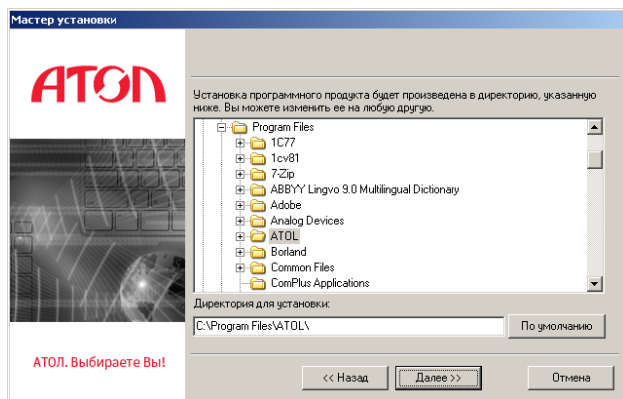 Мастер установки
АТОЛ
Установка программного продукта будет произведена в директорию, указанную
ниже. Вы можете изменить ее на любую другую.
Program Files
1C77
1cv81
7-Zip
ABBYY Lingvo 9.0 Multilingual Dictionary
Adobe
Analog Devices
ATOL
Borland
Common Files
ComPlus Applications
Директория для установки:
C:\Program Files\ATOL\
По умолчанию
АТОЛ. Выбираете Вы!
<< Назад
Далее >>
Отмена